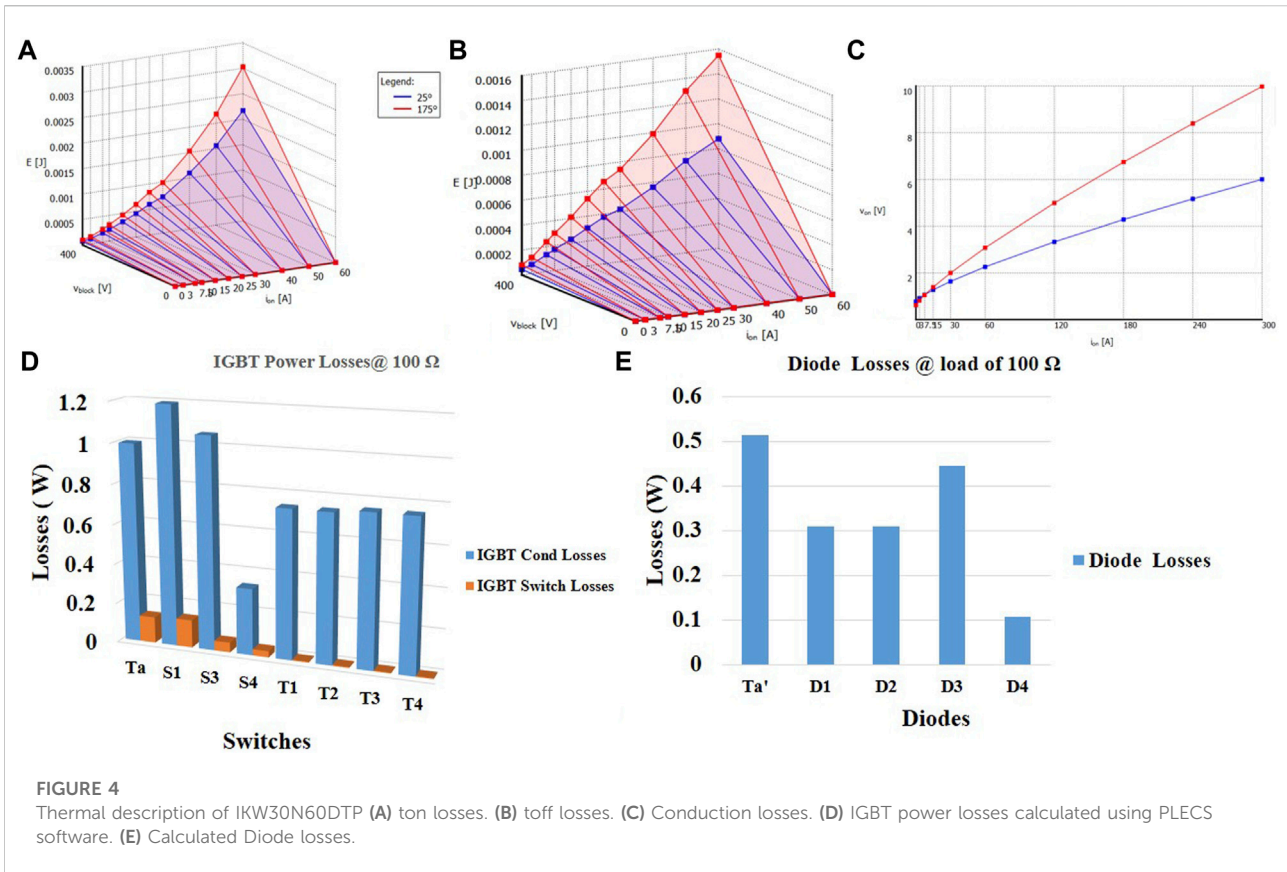 A
0.0035
0.003
0.0025
0.002
E [J]
0.0015
0.001
0.0005
400
vblock [V]
0
0 3 7.5 10 15 20 25 30 40 50 60
ion [A]
Legend:
25º
175º
B
0.0016
0.0014
0.0012
0.001
E [J]
0.0008
0.0006
0.0004
0.0002
400
vblock [V]
0
0 3 7.5 10 15 20 25 30 40 50 60
ion [A]
C
10
8
6
von [V]
4
2
0 3 7.5 15 30 60 120 180 240 300
ion [A]
D
IGBT Power Losses@ 100 Ω
1.2
1
0.8
0.6
0.4
0.2
0
Losses ( W)
Ta S1 S3 S4 T1 T2 T3 T4
Switches
IGBT Cond Losses
IGBT Switch Losses
E
Diode Losses @ load of 100 Ω
0.6
0.5
0.4
0.3
0.2
0.1
0
Losses (W)
Ta' D1 D2 D3 D4
Diodes
Diode Losses
FIGURE 4
Thermal description of IKW30N60DTP (A) ton losses. (B) toff losses. (C) Conduction losses. (D) IGBT power losses calculated using PLECS
software. (E) Calculated Diode losses.